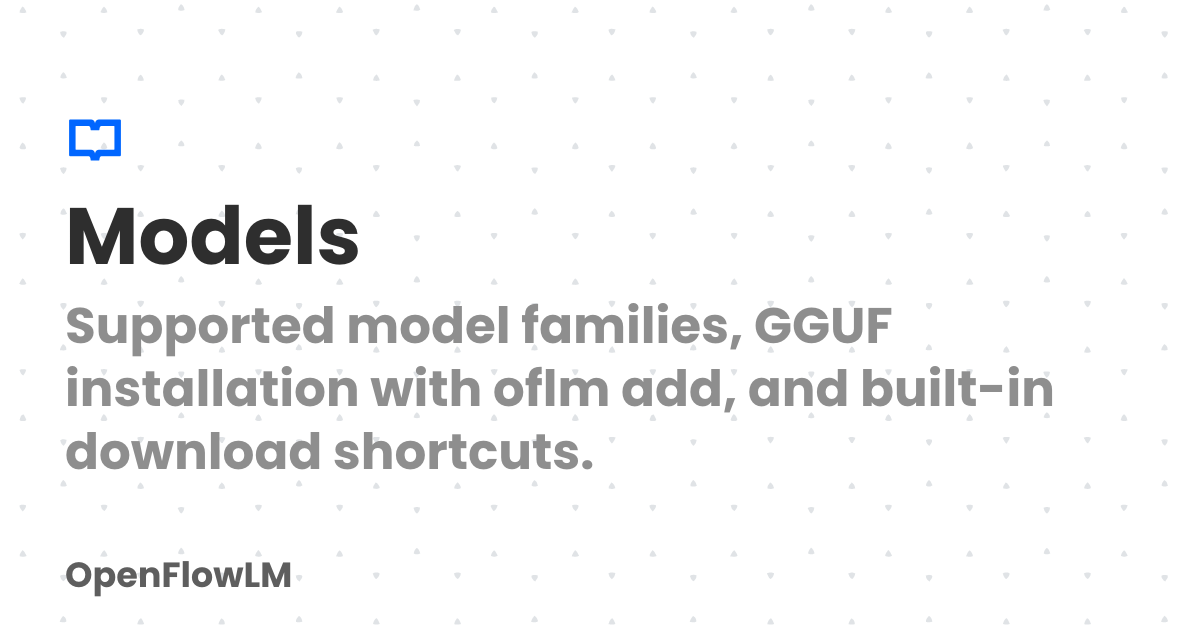 Models
Supported model families, GGUF
installation with oflm add, and built-in
download shortcuts.
OpenFlowLM